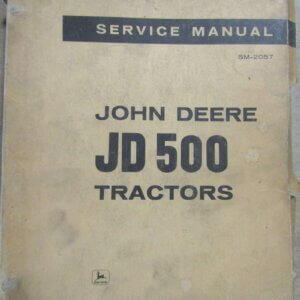 SERVICE MANUAL
SM-2057
JOHN DEERE
JD 500
TRACTORS